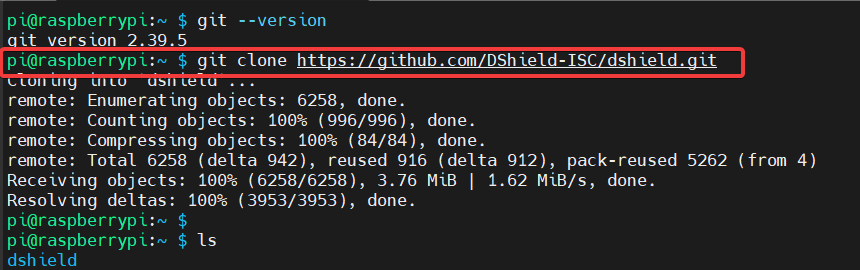 pi@raspberrypi:~ $ git --version
git version 2.39.5
pi@raspberrypi:~ $ git clone https://github.com/DShield-ISC/dshield.git
Cloning into 'dshield'...
remote: Enumerating objects: 6258, done.
remote: Counting objects: 100% (996/996), done.
remote: Compressing objects: 100% (84/84), done.
remote: Total 6258 (delta 942), reused 916 (delta 912), pack-reused 5262 (from 4)
Receiving objects: 100% (6258/6258), 3.76 MiB | 1.62 MiB/s, done.
Resolving deltas: 100% (3953/3953), done.
pi@raspberrypi:~ $
pi@raspberrypi:~ $ ls
dshield